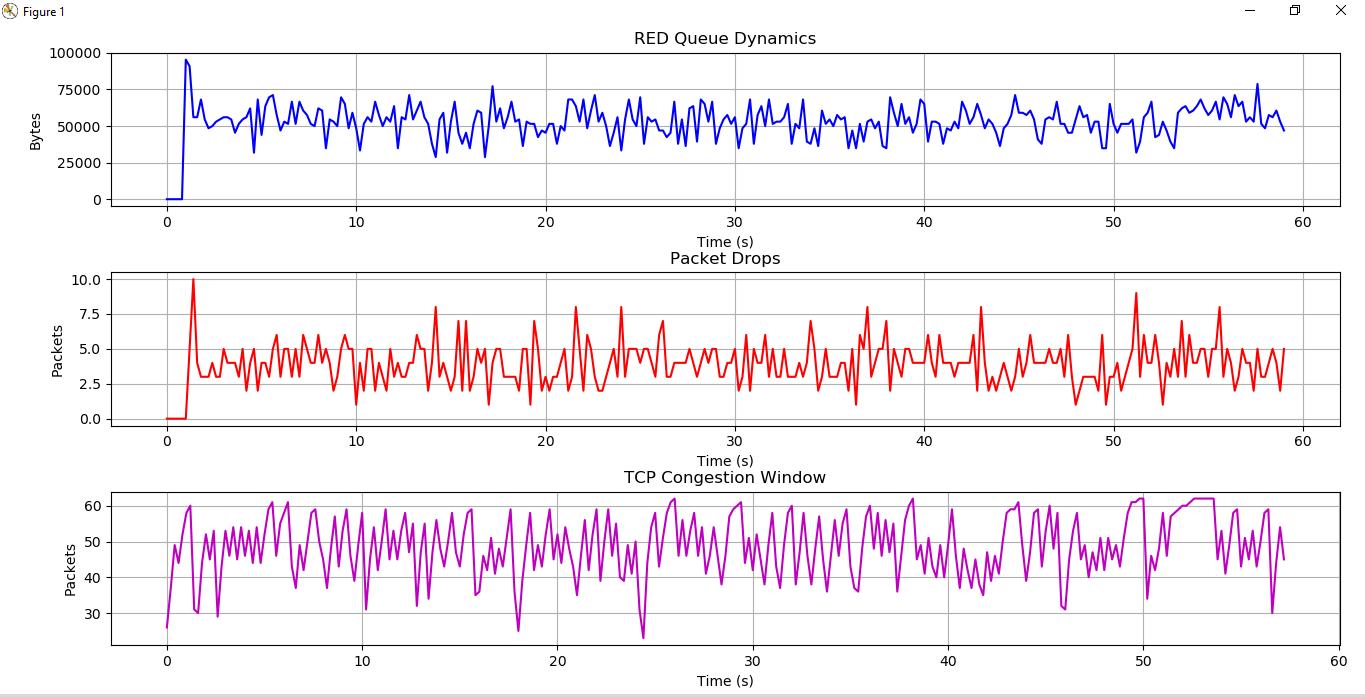 Figure 1
RED Queue Dynamics
100000
75000
50000
25000
0
Bytes
0 10 20 30 40 50 60
Time (s)
Packet Drops
10.0
7.5
5.0
2.5
0.0
Packets
0 10 20 30 40 50 60
Time (s)
TCP Congestion Window
60
50
40
30
Packets
0 10 20 30 40 50 60
Time (s)